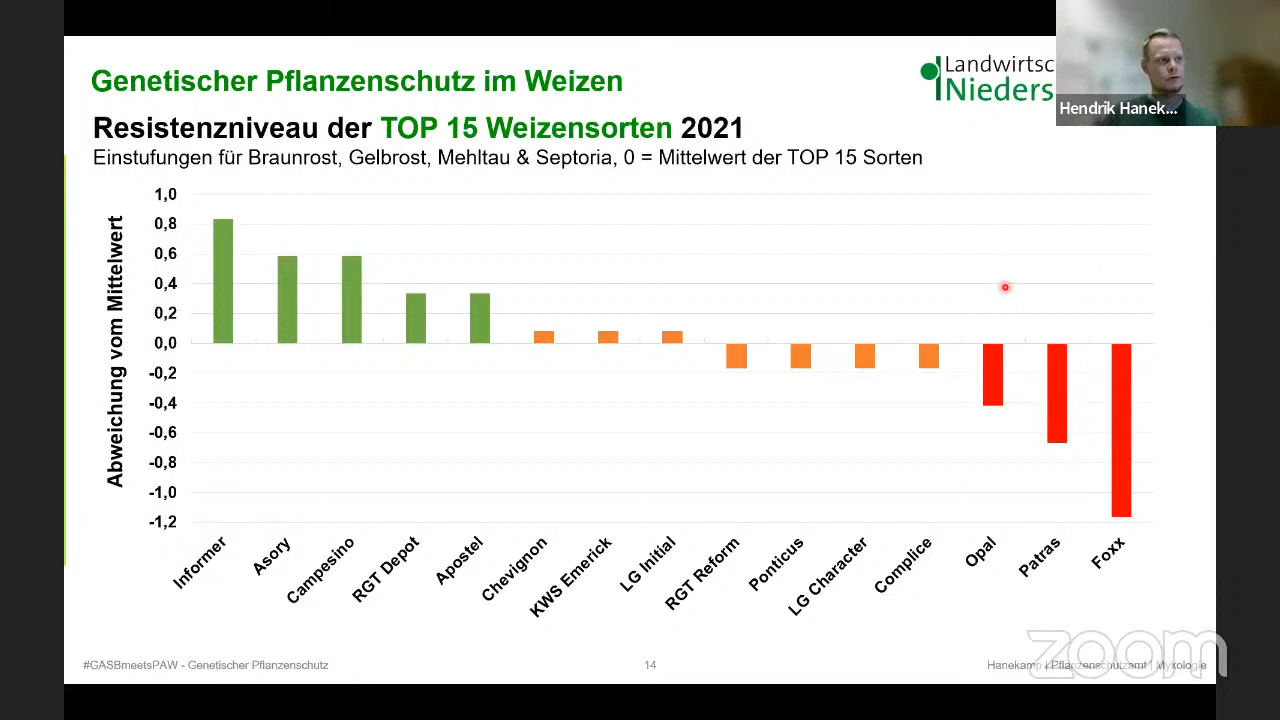 Genetischer Pflanzenschutz im Weizen
Landwirtsc
Nieders
Hendrik Hanek...
Resistenzniveau der TOP 15 Weizensorten 2021
Einstufungen für Braunrost, Gelbrost, Mehltau & Septoria, 0 = Mittelwert der TOP 15 Sorten
Abweichung vom Mittelwert
1,0
0,8
0,6
0,4
0,2
0,0
-0,2
-0,4
-0,6
-0,8
-1,0
-1,2
Informer
Asory
Campesino
RGT Depot
Apostel
Chevignon
KWS Emerick
LG Initial
RGT Reform
Ponticus
LG Character
Complice
Opal
Patras
Foxx
#GASBmeetsPAW - Genetischer Pflanzenschutz
14
Hanekamp | Pflanzenschutzamt | Mykologie
zoom